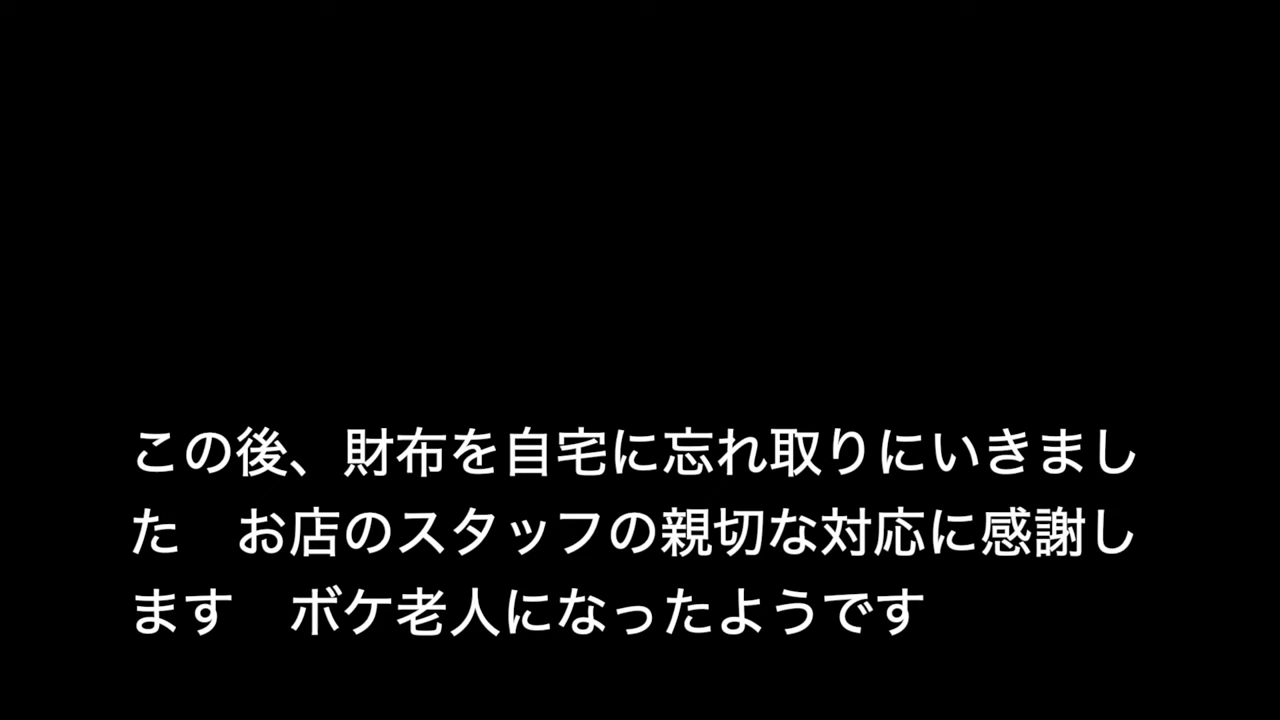 この後、財布を自宅に忘れ取りにいきまし
た　お店のスタッフの親切な対応に感謝し
ます　ボケ老人になったようです